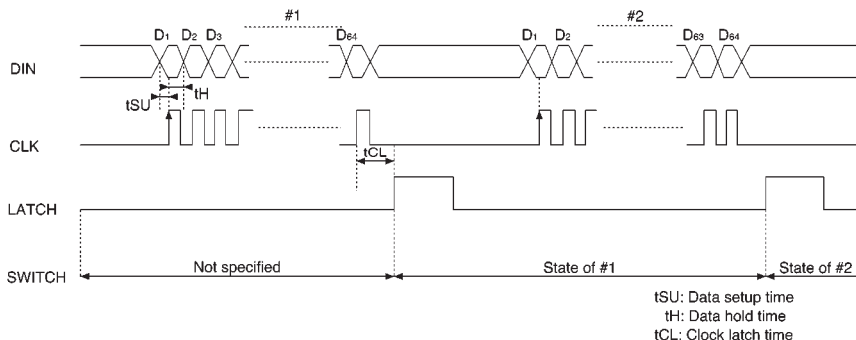 #1 #2
D1 D2 D3 D64 D1 D2 D63 D64
DIN
tSU tH
CLK
tCL
LATCH
SWITCH Not specified State of #1 State of #2
tSU: Data setup time
tH: Data hold time
tCL: Clock latch time